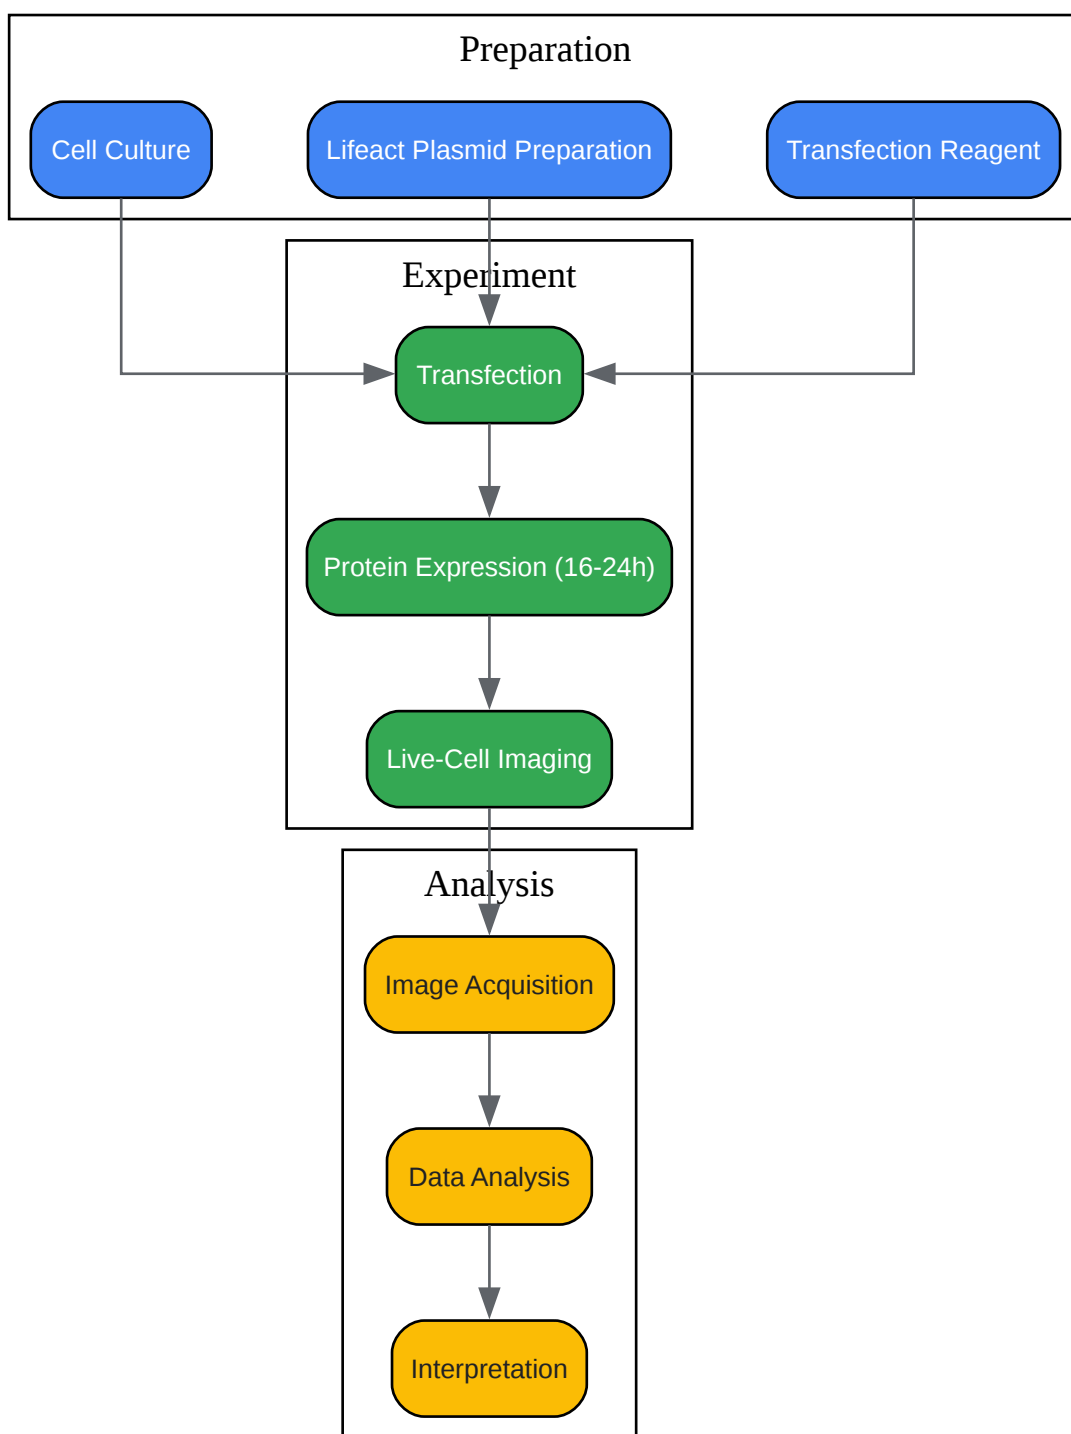 Preparation
Cell Culture
Lifeact Plasmid Preparation
Transfection Reagent
Experiment
Transfection
Protein Expression (16-24h)
Live-Cell Imaging
Analysis
Image Acquisition
Data Analysis
Interpretation